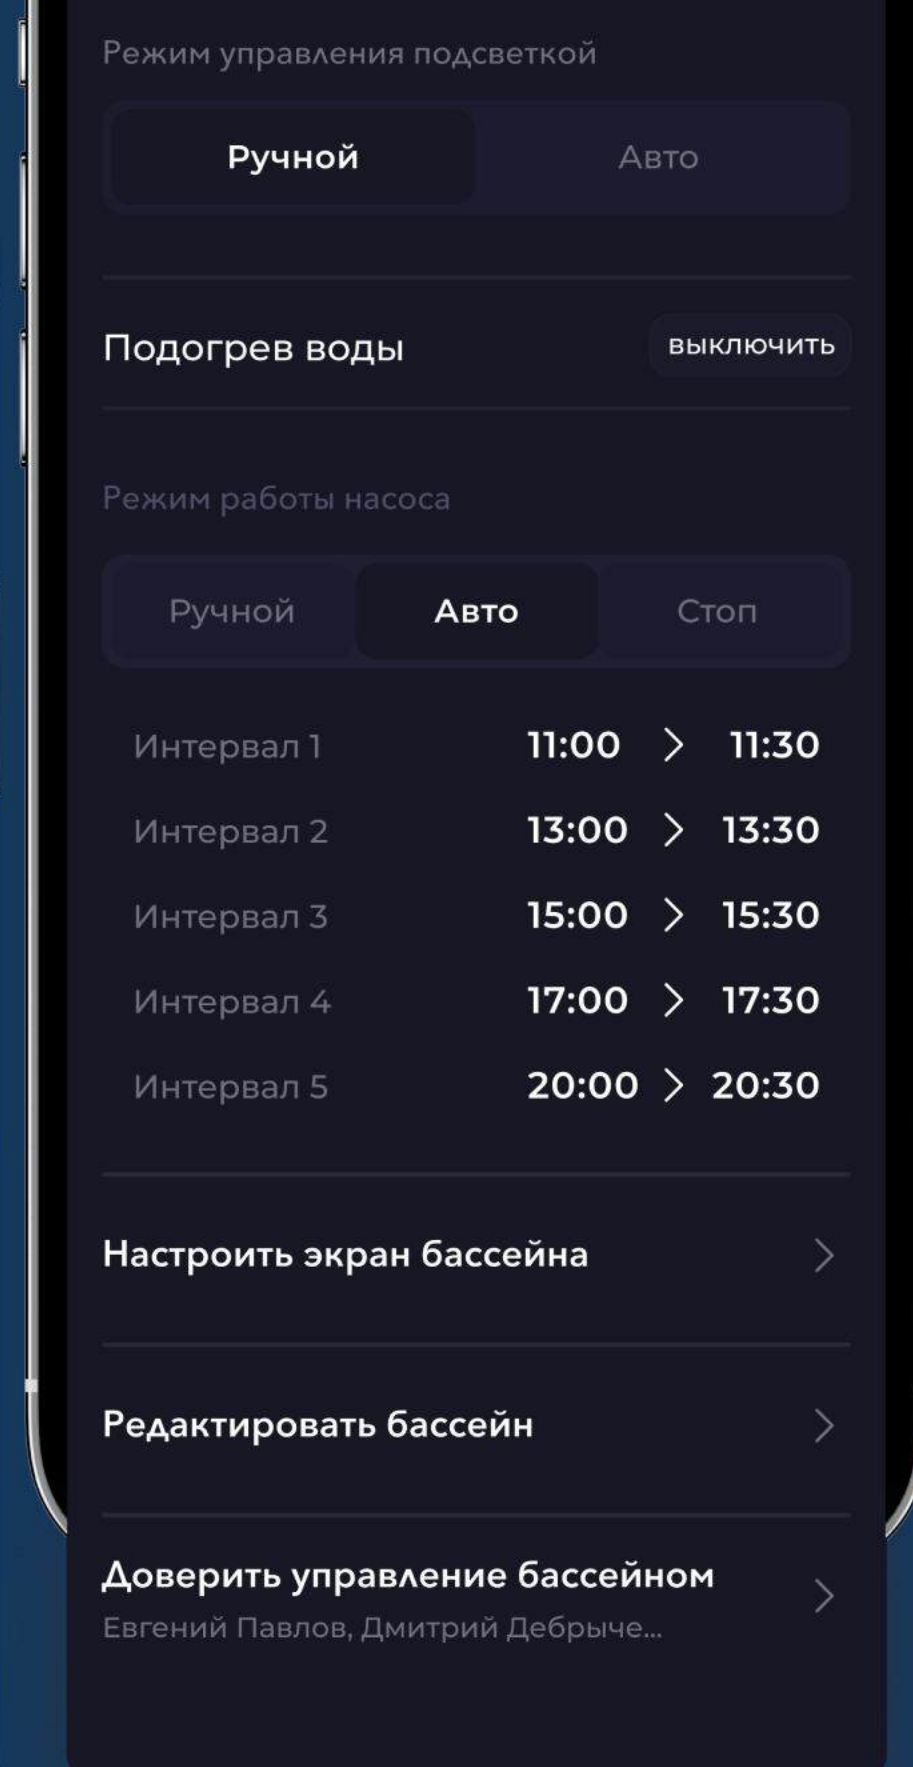 Режим управления подсветкой
Ручной Авто
Подогрев воды выключить
Режим работы насоса
Ручной Авто Стоп
Интервал 1 11:00 > 11:30
Интервал 2 13:00 > 13:30
Интервал 3 15:00 > 15:30
Интервал 4 17:00 > 17:30
Интервал 5 20:00 > 20:30
Настроить экран бассейна
Редактировать бассейн
Доверить управление бассейном
Евгений Павлов, Дмитрий Дебрыче...